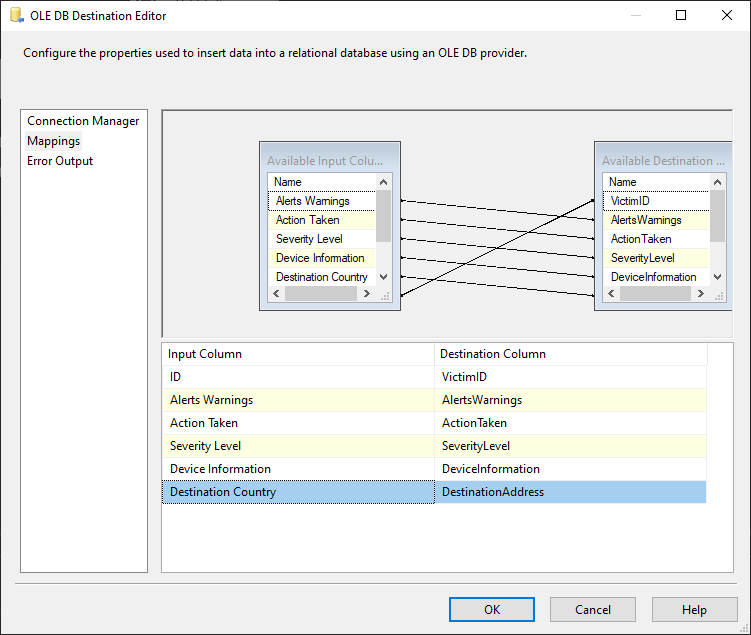 OLE DB Destination Editor
Configure the properties used to insert data into a relational database using an OLE DB provider.
Connection Manager
Mappings
Error Output
Available Input Colu...
Name
Alerts Warnings
Action Taken
Severity Level
Device Information
Destination Country
Available Destination ...
Name
VictimID
AlertsWarnings
ActionTaken
SeverityLevel
DeviceInformation
Input Column Destination Column
ID VictimID
Alerts Warnings AlertsWarnings
Action Taken ActionTaken
Severity Level SeverityLevel
Device Information DeviceInformation
Destination Country DestinationAddress
OK Cancel Help